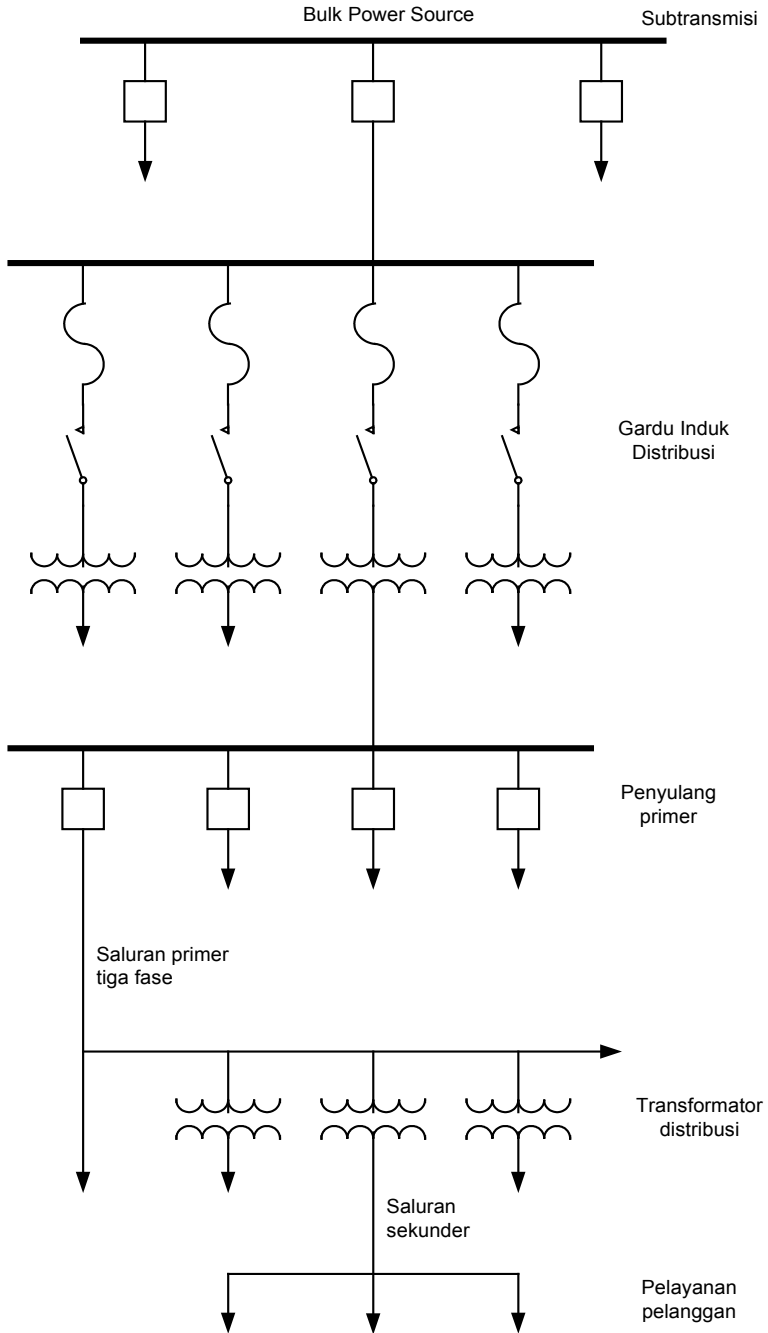 Bulk Power Source
Subtransmisi
Gardu Induk
Distribusi
Penyulang
primer
Saluran primer
tiga fase
Transformator
distribusi
Saluran
sekunder
Pelayanan
pelanggan